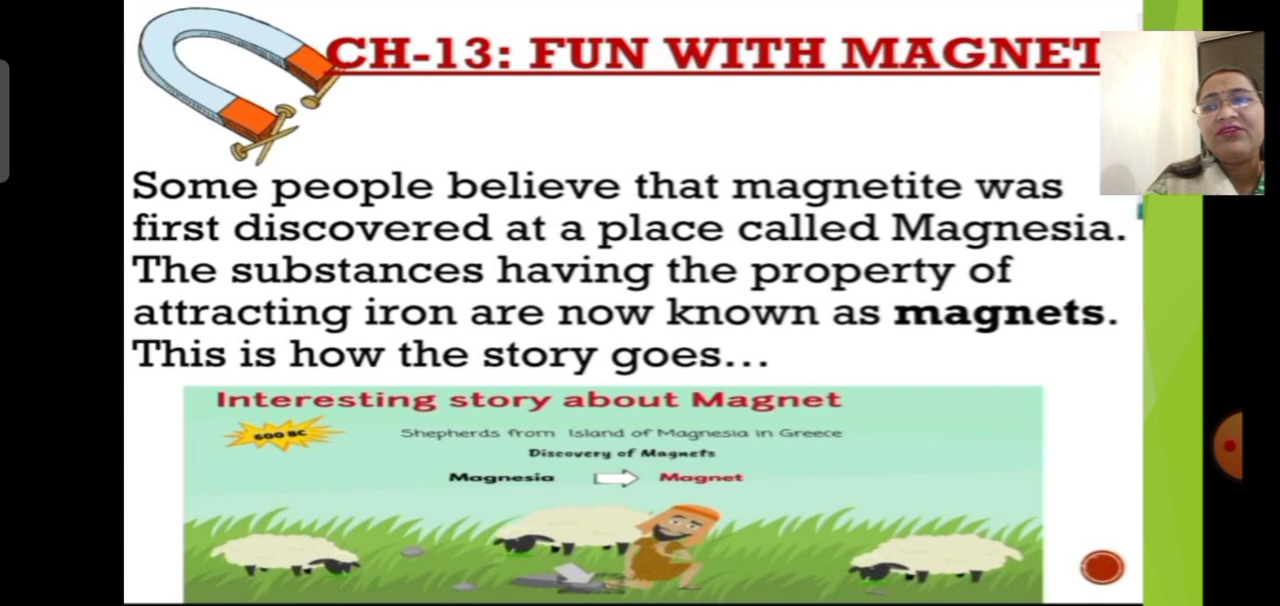 CH-13: FUN WITH MAGNET
Some people believe that magnetite was
first discovered at a place called Magnesia.
The substances having the property of
attracting iron are now known as magnets.
This is how the story goes...
Interesting story about Magnet
600 BC
Shepherds from Island of Magnesia in Greece
Discovery of Magnets
Magnesia Magnet